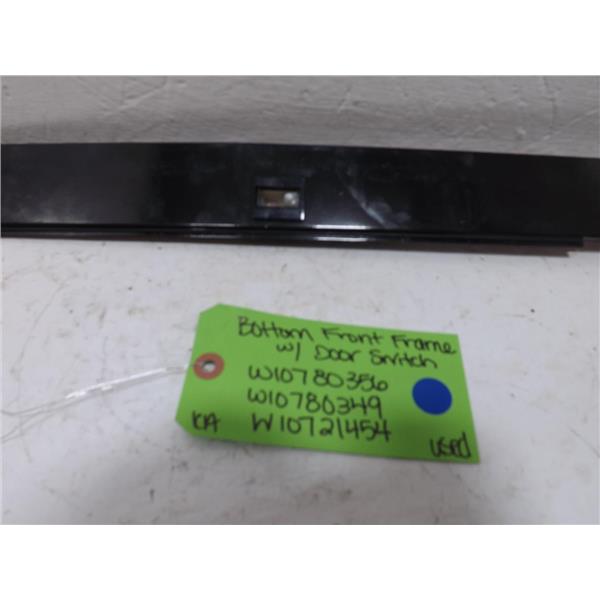 Bottom Front Frame
w/ Door Switch
W10780356
W10780349
KA W10721454
used